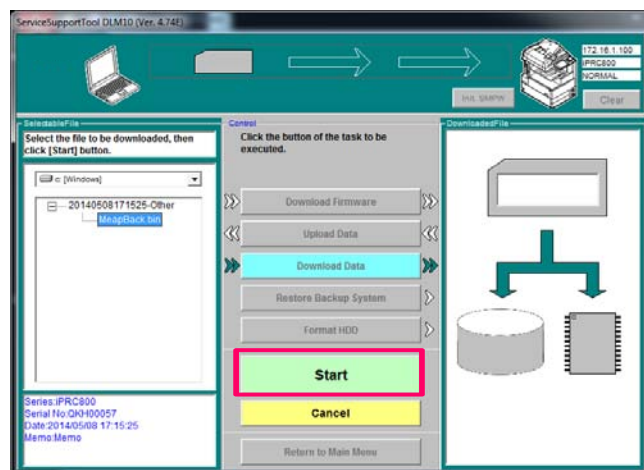 ServiceSupportTool DLM10 (Ver. 4.74E)
172.16.1.100
iPRC800
NORMAL
Clear
SelectableFile
Select the file to be downloaded, then
click [Start] button.
c: [Windows]
20140508171525-Other
MeapBack.bin
Series:iPRC800
Serial No:QKH00057
Date:2014/05/08 17:15:25
Memo:Memo
Control
Click the button of the task to be
executed.
Download Firmware
Upload Data
Download Data
Restore Backup System
Format HDD
Start
Cancel
Return to Main Menu
DownloadedFile